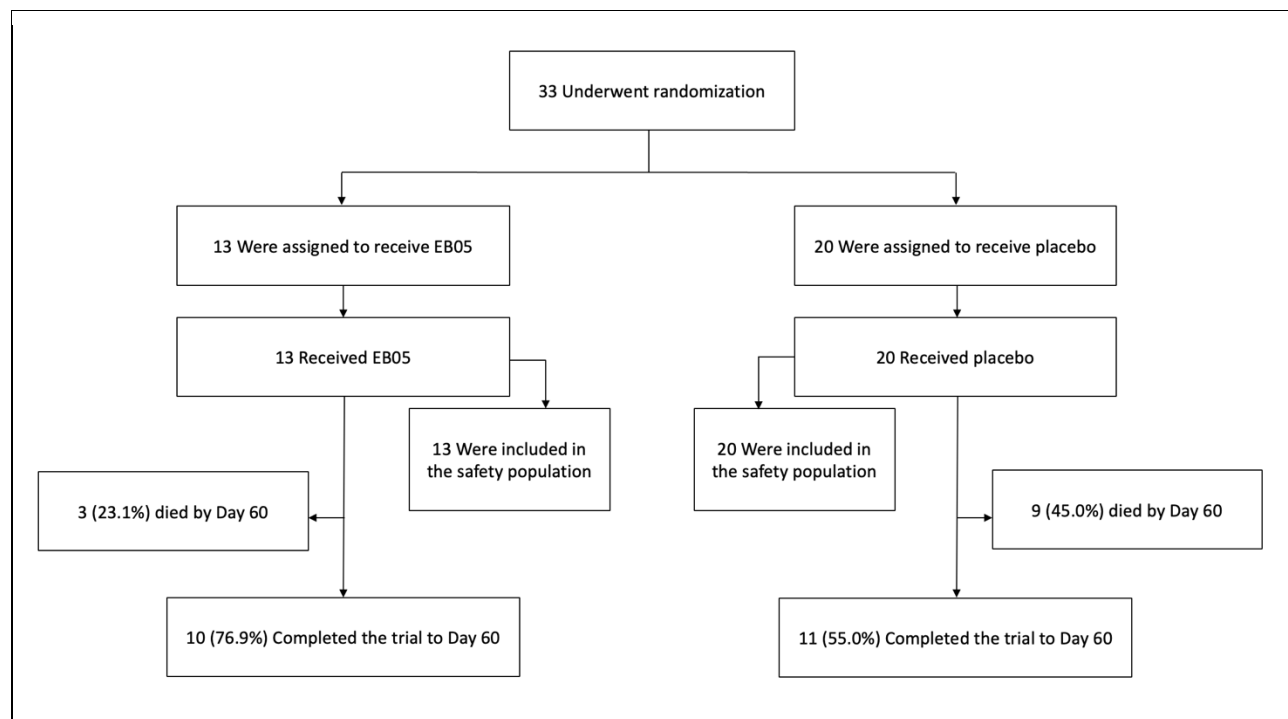 33 Underwent randomization
13 Were assigned to receive EB05
20 Were assigned to receive placebo
13 Received EB05
20 Received placebo
13 Were included in
the safety population
20 Were included in
the safety population
3 (23.1%) died by Day 60
9 (45.0%) died by Day 60
10 (76.9%) Completed the trial to Day 60
11 (55.0%) Completed the trial to Day 60